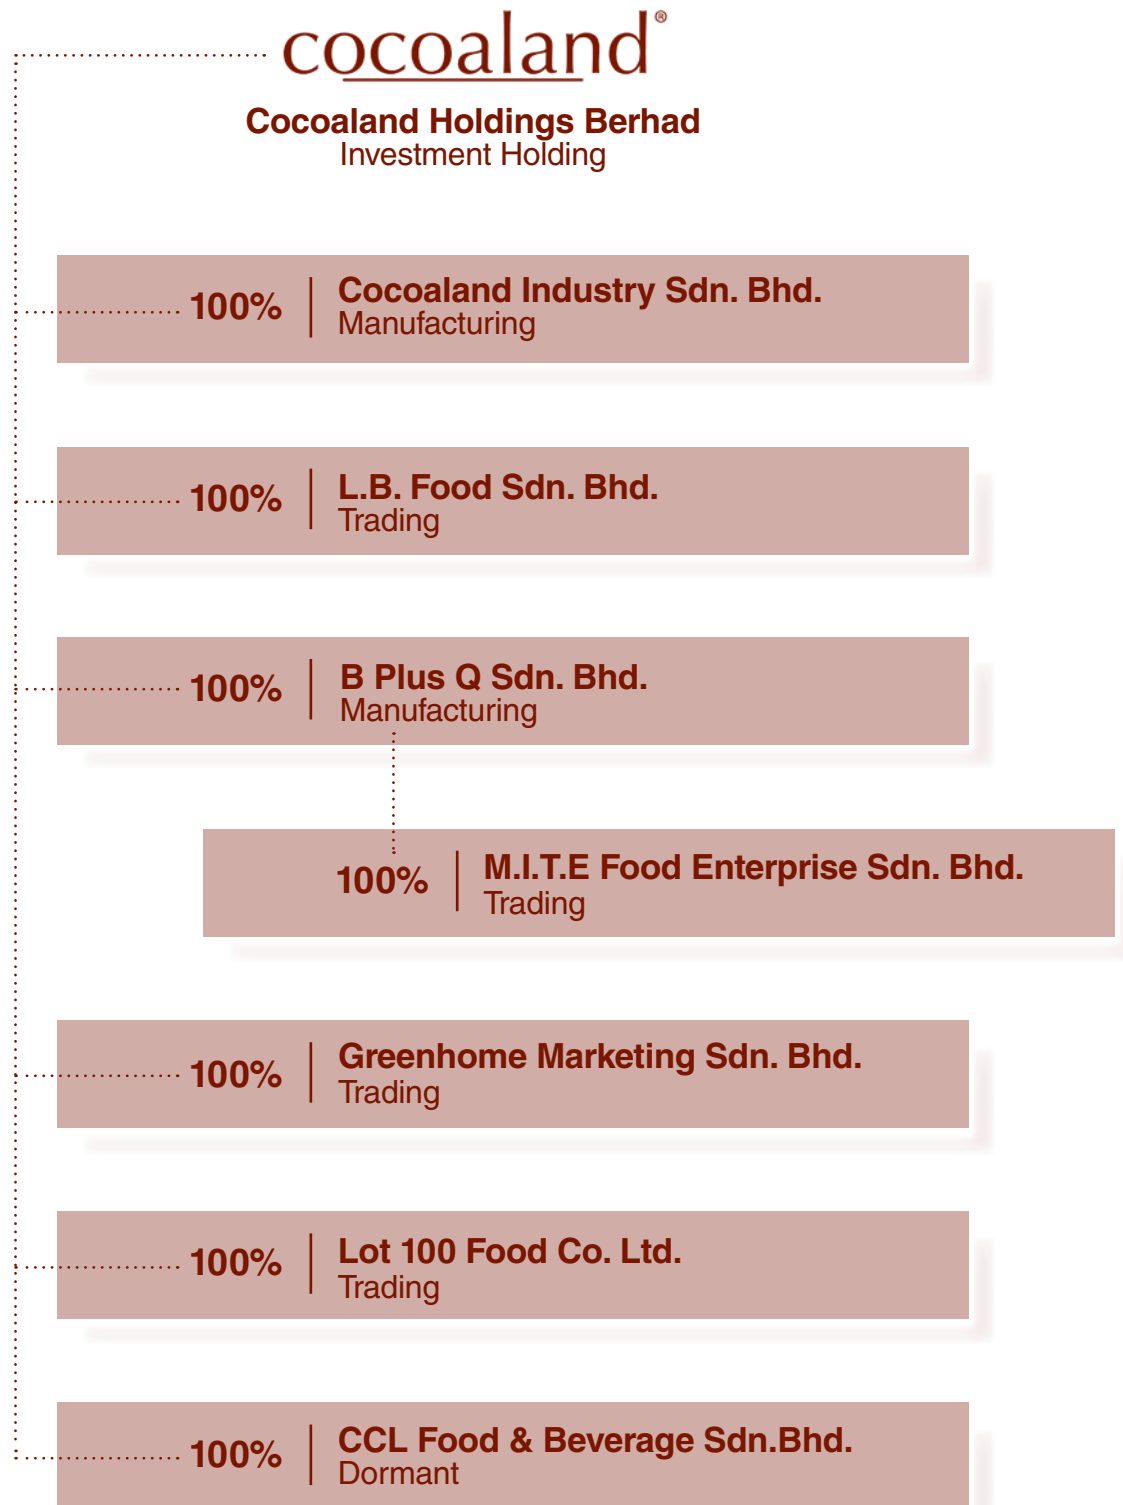 cocoaland®
Cocoaland Holdings Berhad
Investment Holding
100%
Cocoaland Industry Sdn. Bhd.
Manufacturing
100%
L.B. Food Sdn. Bhd.
Trading
100%
B Plus Q Sdn. Bhd.
Manufacturing
100%
M.I.T.E Food Enterprise Sdn. Bhd.
Trading
100%
Greenhome Marketing Sdn. Bhd.
Trading
100%
Lot 100 Food Co. Ltd.
Trading
100%
CCL Food & Beverage Sdn.Bhd.
Dormant